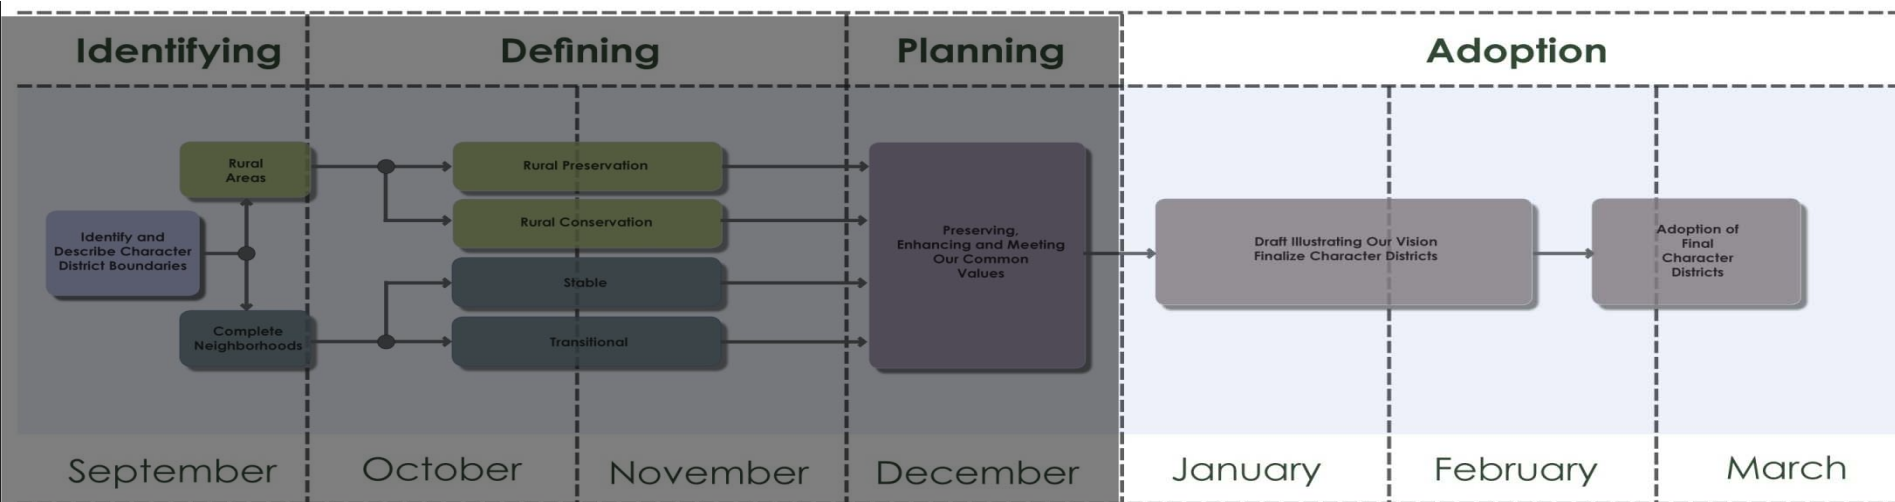 Identifying
Defining
Planning
Adoption
Rural
Areas
Rural Preservation
Rural Conservation
Identify and
Describe Character
District Boundaries
Preserving,
Enhancing and Meeting
Our Common
Values
Draft Illustrating Our Vision
Finalize Character Districts
Adoption of
Final
Character
Districts
Stable
Complete
Neighborhoods
Transitional
September
October
November
December
January
February
March